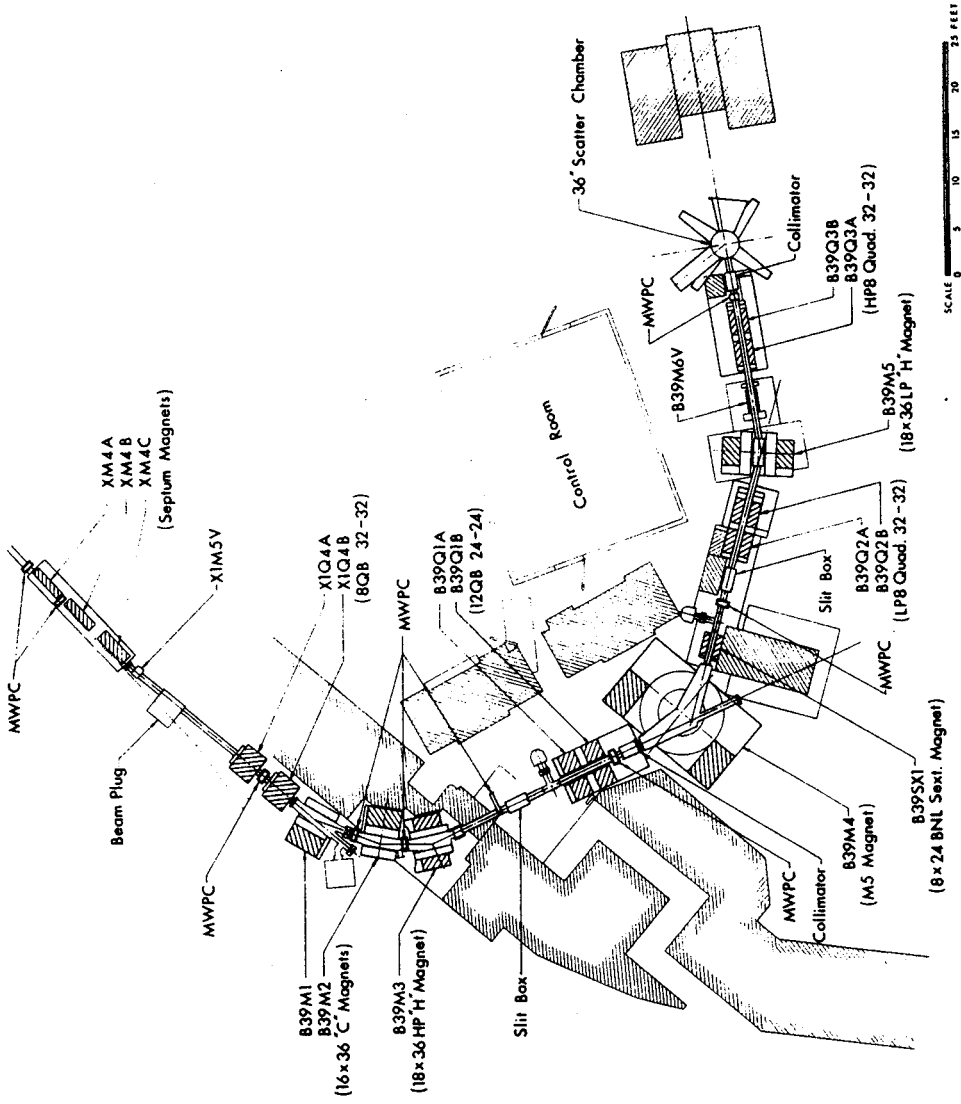 MWPC
XM4A
XM4B
XM4C
(Septum Magnets)
X1M5V
Beam Plug
MWPC
X1Q4A
X1Q4B
(8QB 32-32)
MWPC
B39Q1A
B39Q1B
(12QB 24-24)
B39M1
B39M2
(16x36 "C" Magnets)
B39M3
(18x36 HP "H" Magnet)
Slit Box
Control Room
MWPC
Collimator
B39M4
(M5 Magnet)
B39SX1
(8x24 BNL Sext. Magnet)
MWPC
Slit Box
B39Q2A
B39Q2B
(LP8 Quad. 32-32)
B39M5
(18x36 LP "H" Magnet)
B39M6V
MWPC
B39Q3B
B39Q3A
(HP8 Quad. 32-32)
Collimator
36" Scatter Chamber
SCALE
0 5 10 15 20 25 FEET